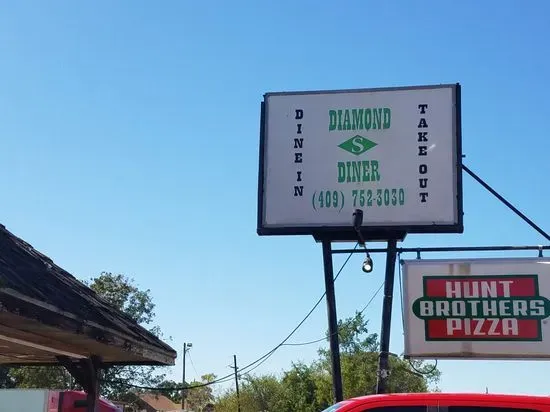 DINE IN
DIAMOND
S
DINER
(409) 752-3030
TAKE OUT
HUNT
BROTHERS
PIZZA